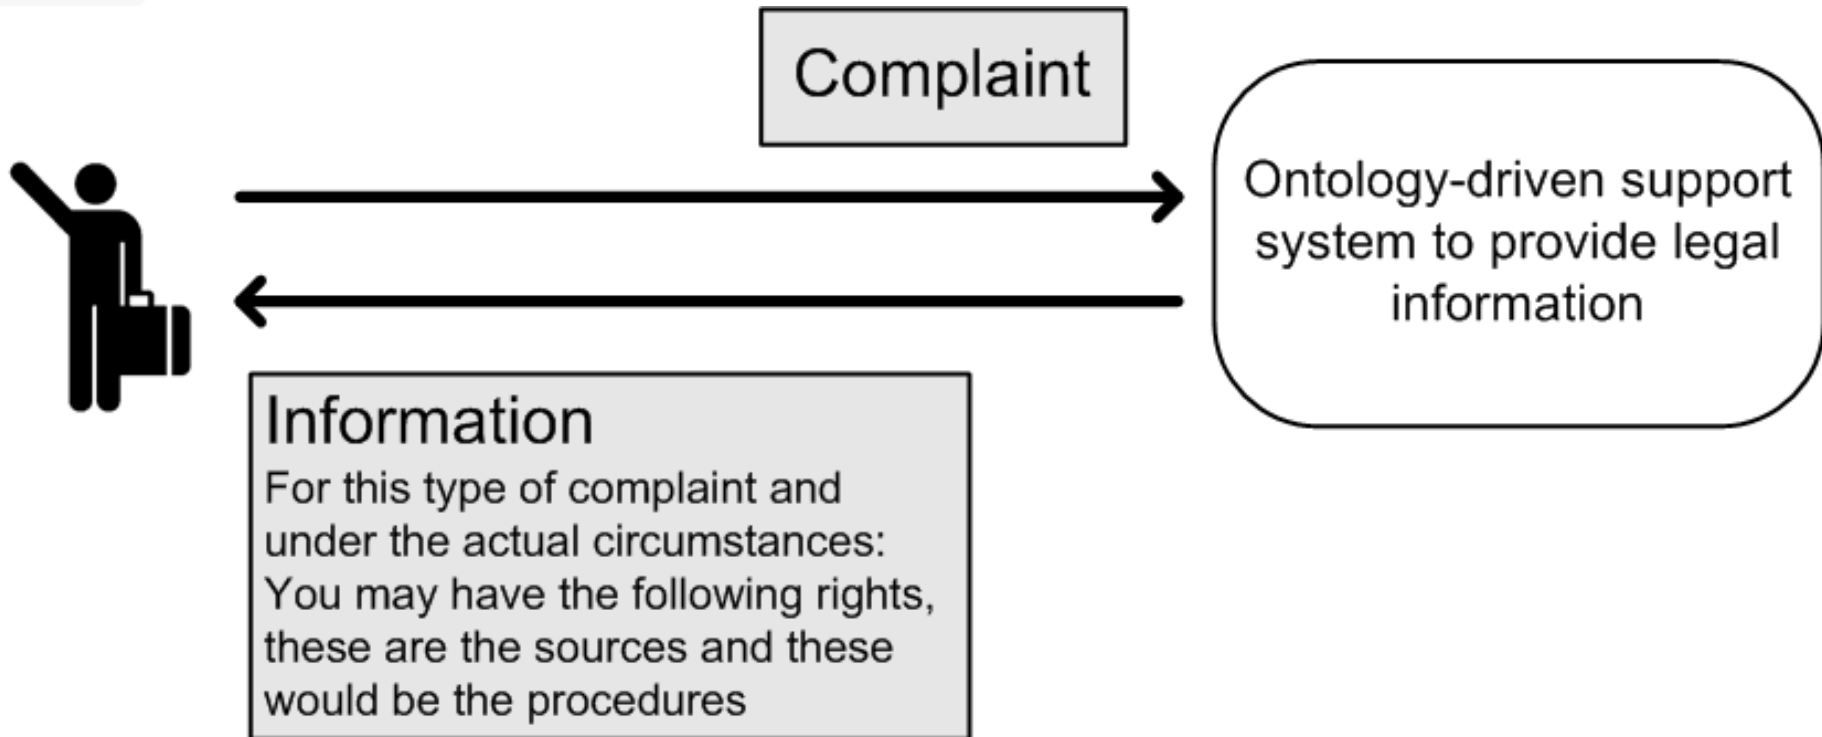 Complaint
Ontology-driven support
system to provide legal
information
Information
For this type of complaint and
under the actual circumstances:
You may have the following rights,
these are the sources and these
would be the procedures